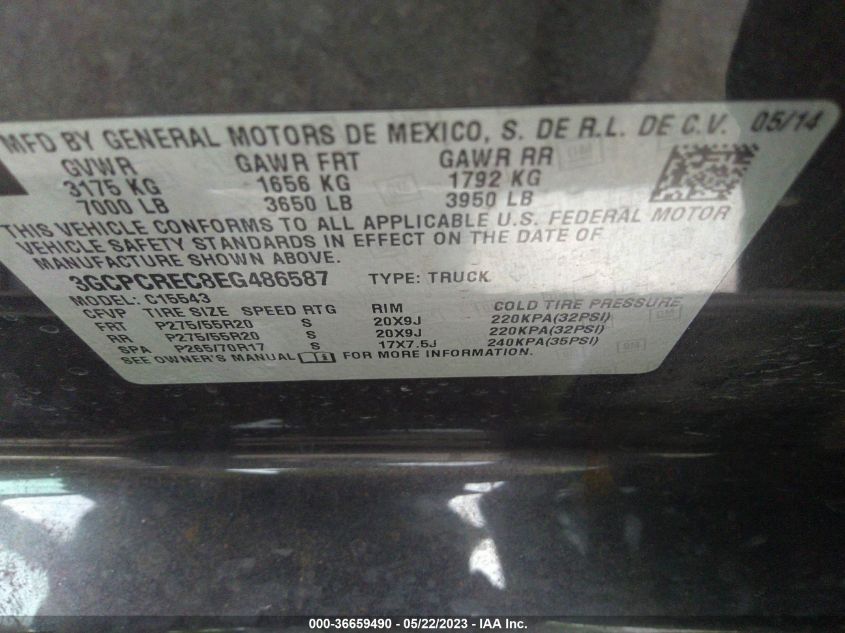 MFD BY GENERAL MOTORS DE MEXICO, S. DE R.L. DE C.V. 05/14
GVWR GAWR FRT GAWR RR
3175 KG 1656 KG 1792 KG
7000 LB 3650 LB 3950 LB
THIS VEHICLE CONFORMS TO ALL APPLICABLE U.S. FEDERAL MOTOR
VEHICLE SAFETY STANDARDS IN EFFECT ON THE DATE OF
MANUFACTURE SHOWN ABOVE.
3GCPCREC8EG486587 TYPE: TRUCK
MODEL: C15543
CFVP TIRE SIZE SPEED RTG RIM COLD TIRE PRESSURE
FRT P275/55R20 S 20X9J 220KPA(32PSI)
RR P275/55R20 S 20X9J 220KPA(32PSI)
SPA P265/70R17 S 17X7.5J 240KPA(35PSI)
SEE OWNER'S MANUAL FOR MORE INFORMATION.
000-36659490 - 05/22/2023 - IAA Inc.